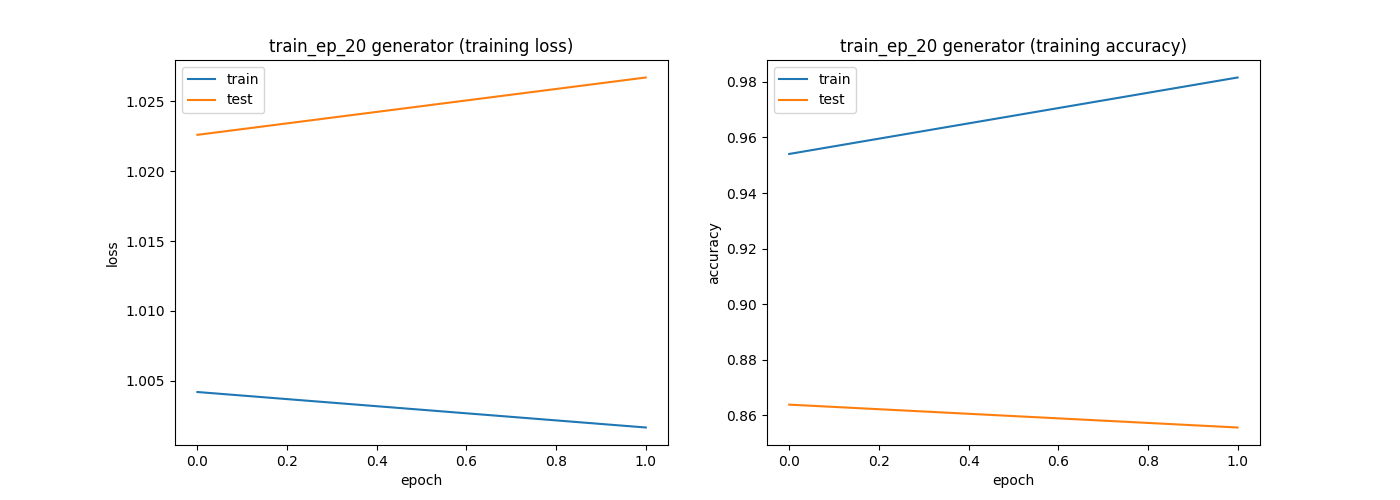 train_ep_20 generator (training loss)
train
test
1.025
1.020
1.015
1.010
1.005
loss
0.0 0.2 0.4 0.6 0.8 1.0
epoch
train_ep_20 generator (training accuracy)
train
test
0.98
0.96
0.94
0.92
0.90
0.88
0.86
accuracy
0.0 0.2 0.4 0.6 0.8 1.0
epoch